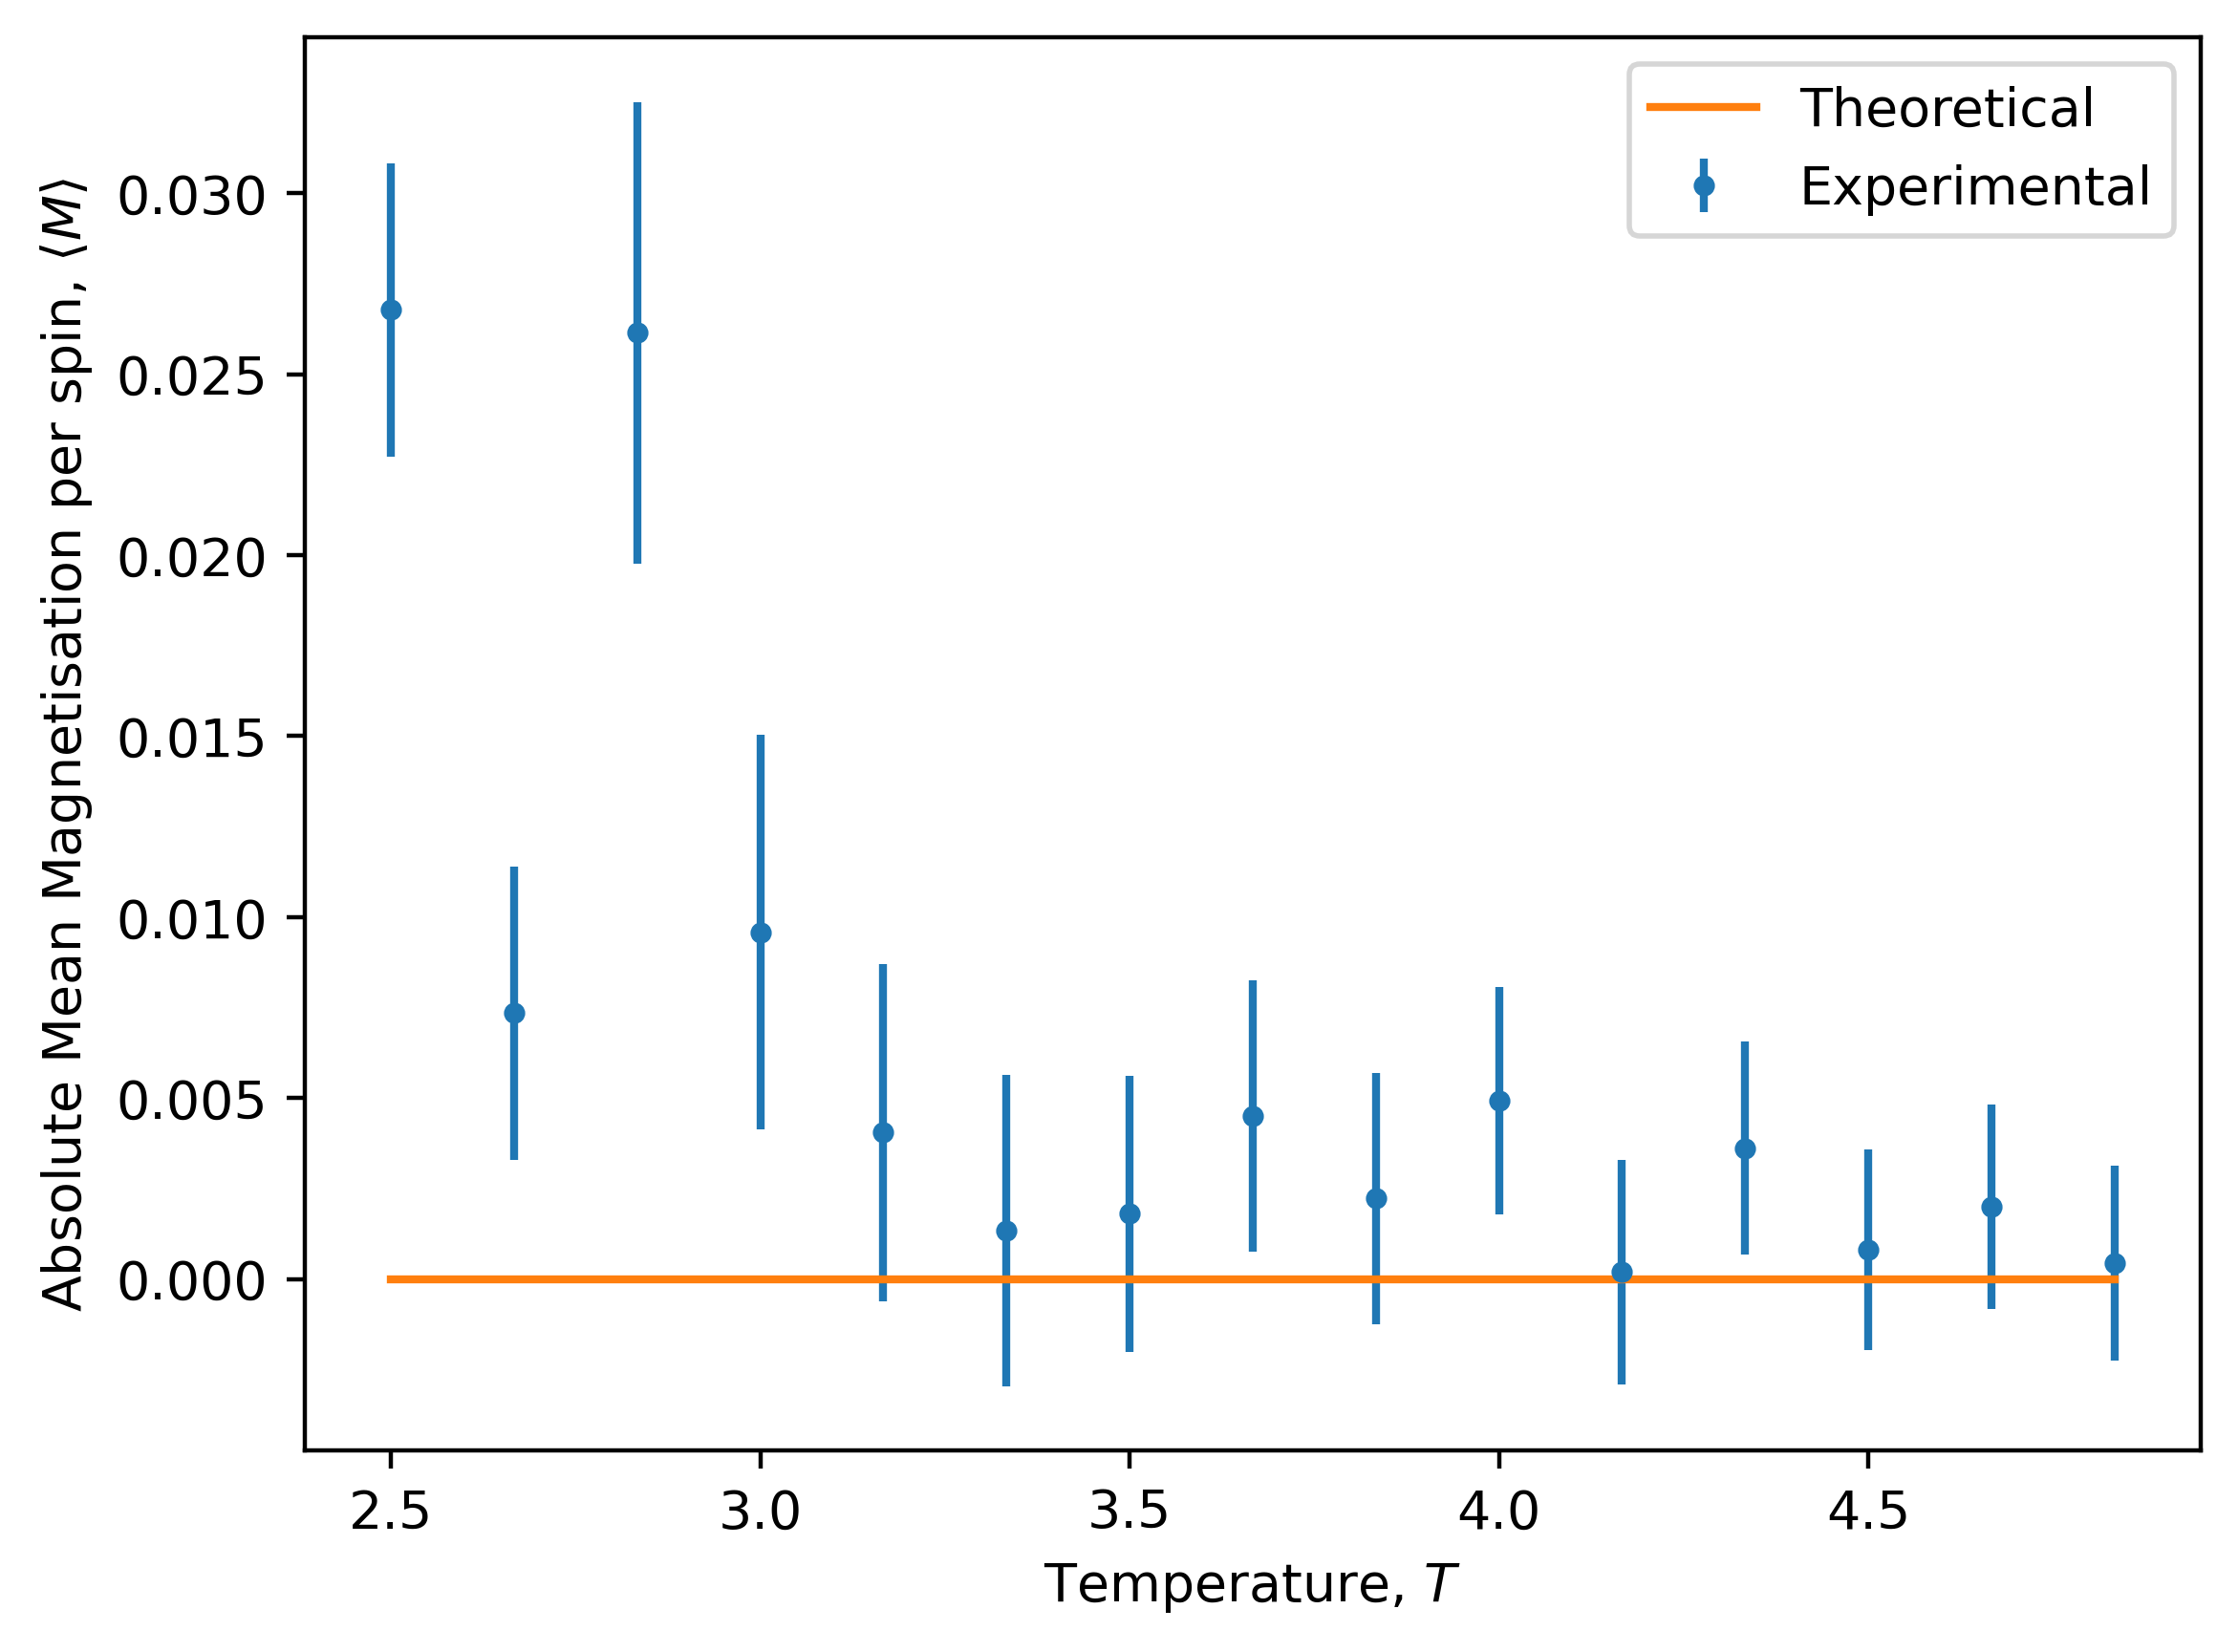 Theoretical
Experimental
Absolute Mean Magnetisation per spin, ⟨M⟩
0.030
0.025
0.020
0.015
0.010
0.005
0.000
2.5 3.0 3.5 4.0 4.5
Temperature, T